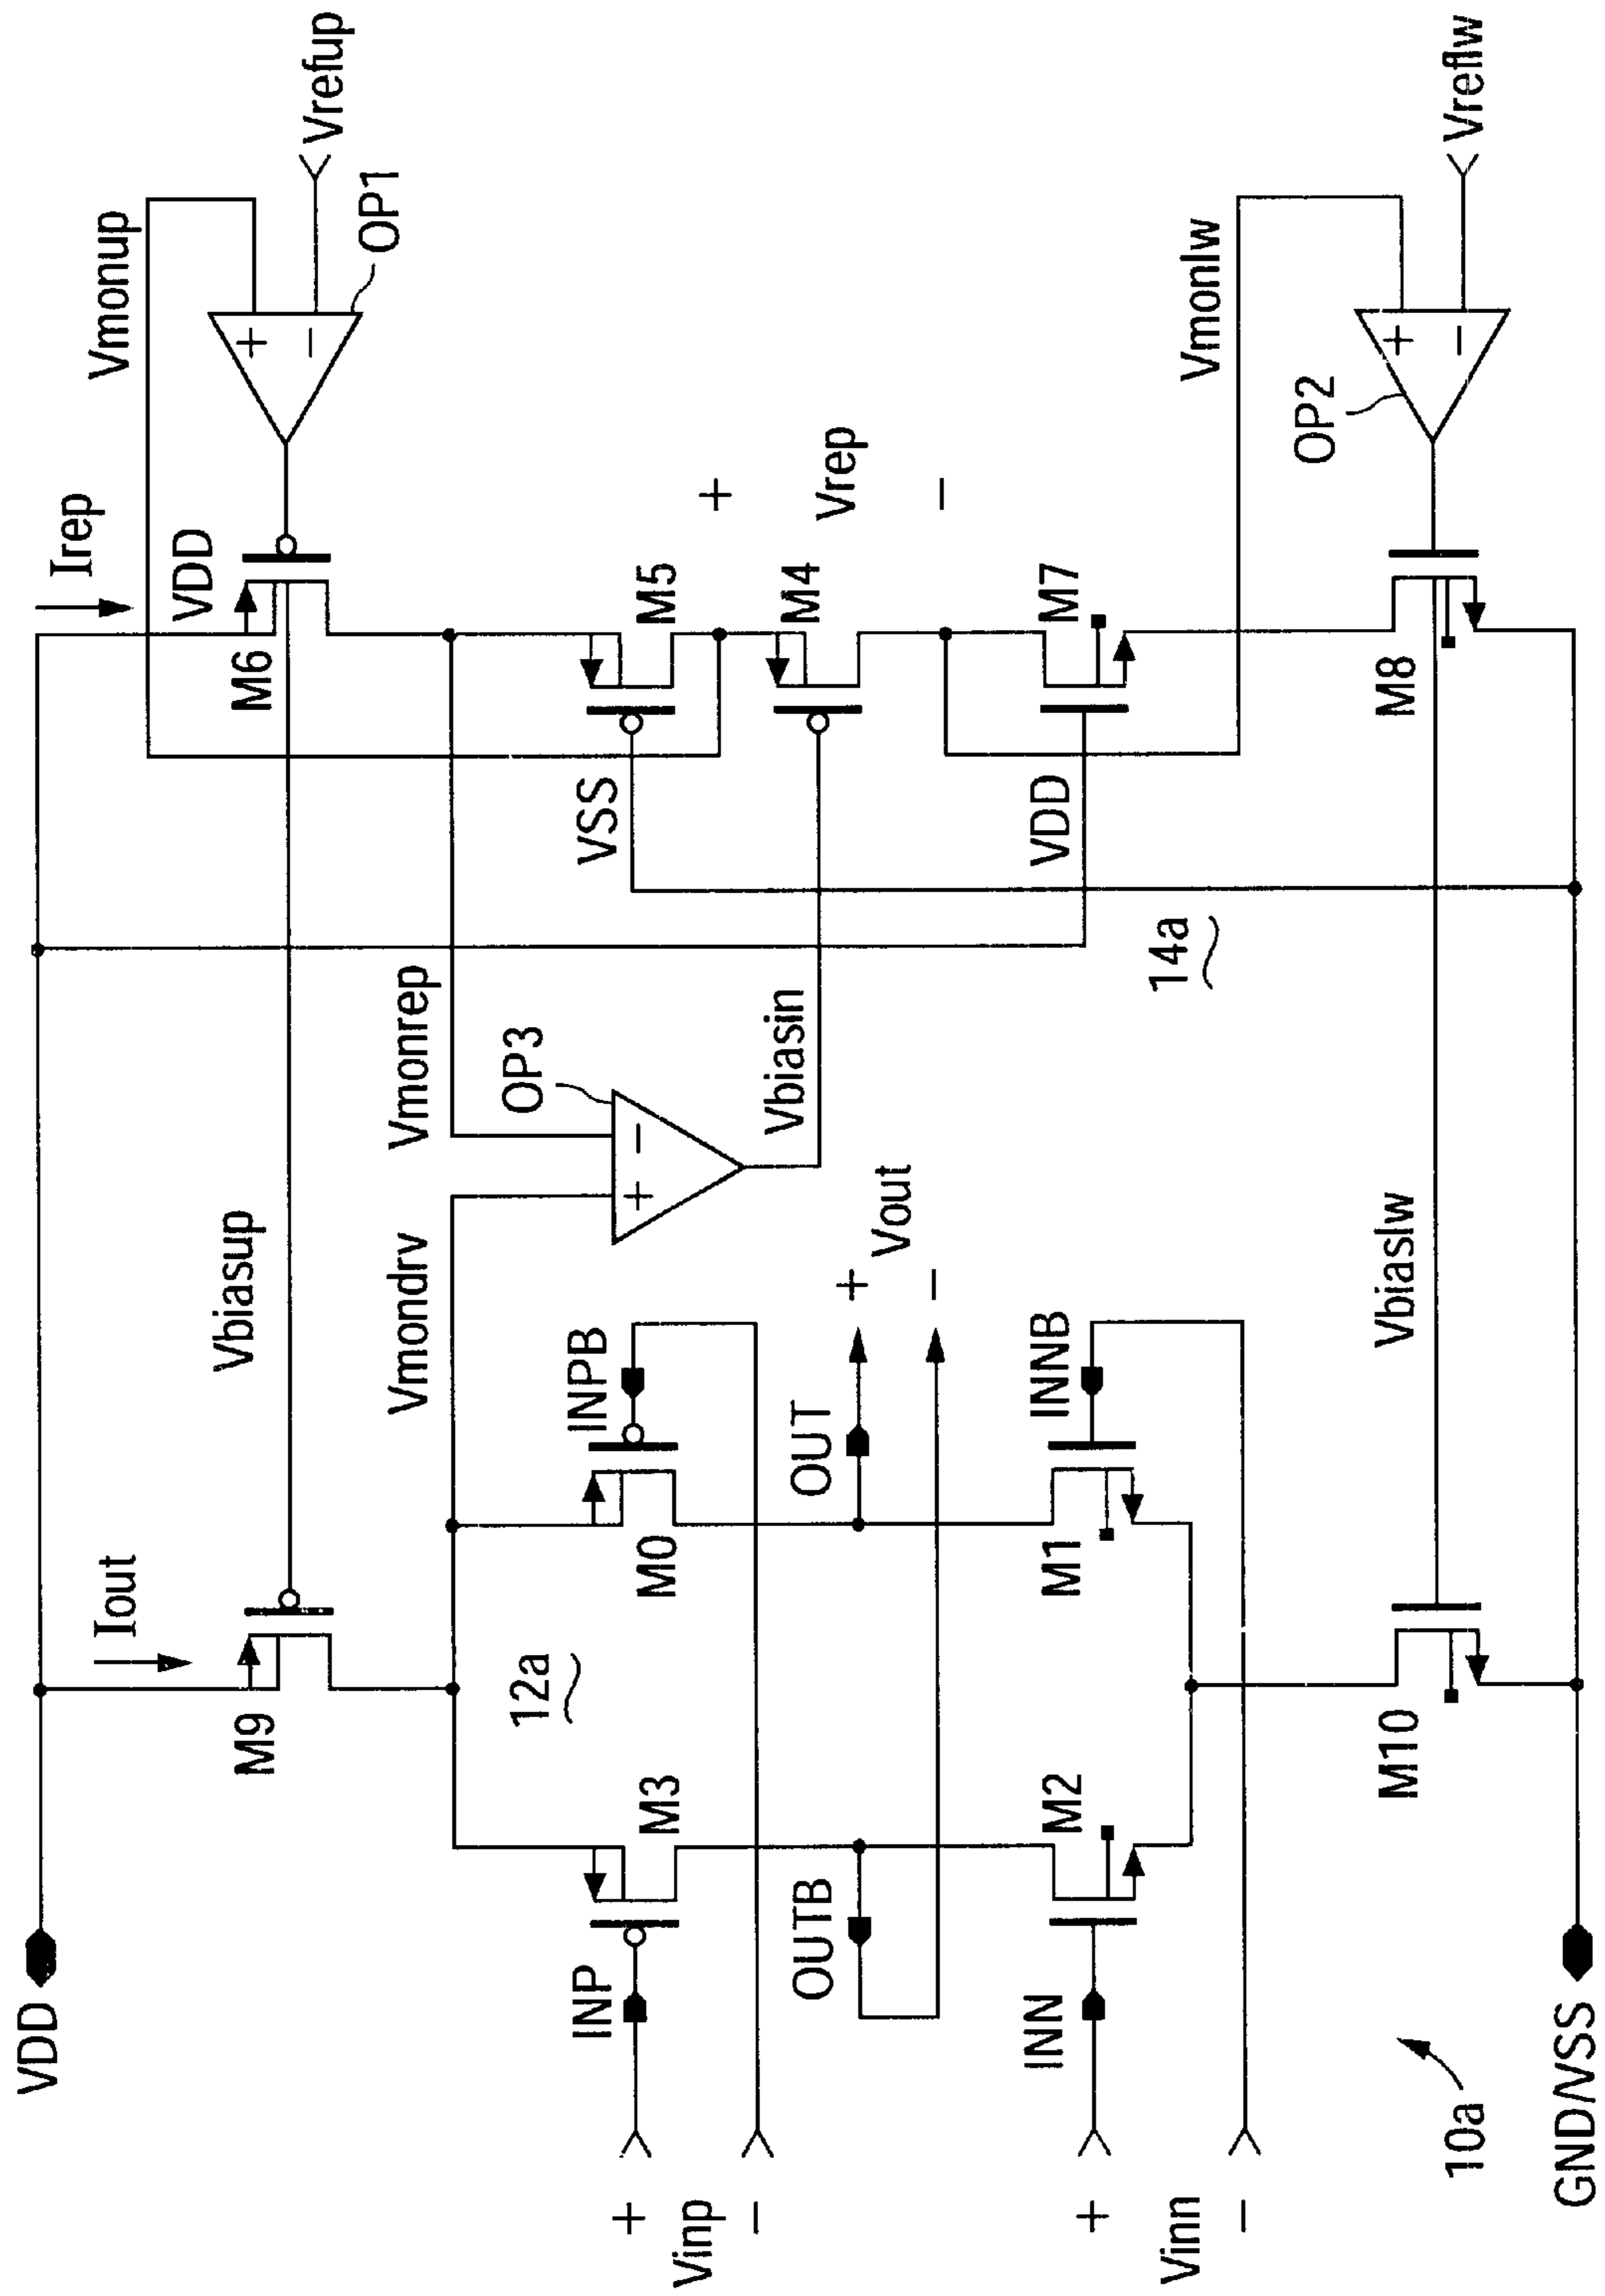 VDD
Iout
M9
Vbiasup
Irep
VDD
M6
Vmonup
+
−
OP1
Vrefup
Vmondrv
Vmonrep
OP3
+
−
Vbiasin
12a
INP
M3
M0
INPB
VSS
M5
+
Vrep
−
M4
+
Vinp
−
OUTB
OUT
+
Vout
−
INN
M2
M1
INNB
VDD
M7
14a
Vmonlw
+
Vinn
−
M10
Vbiaslw
M8
OP2
+
−
Vreflw
10a
GND/VSS